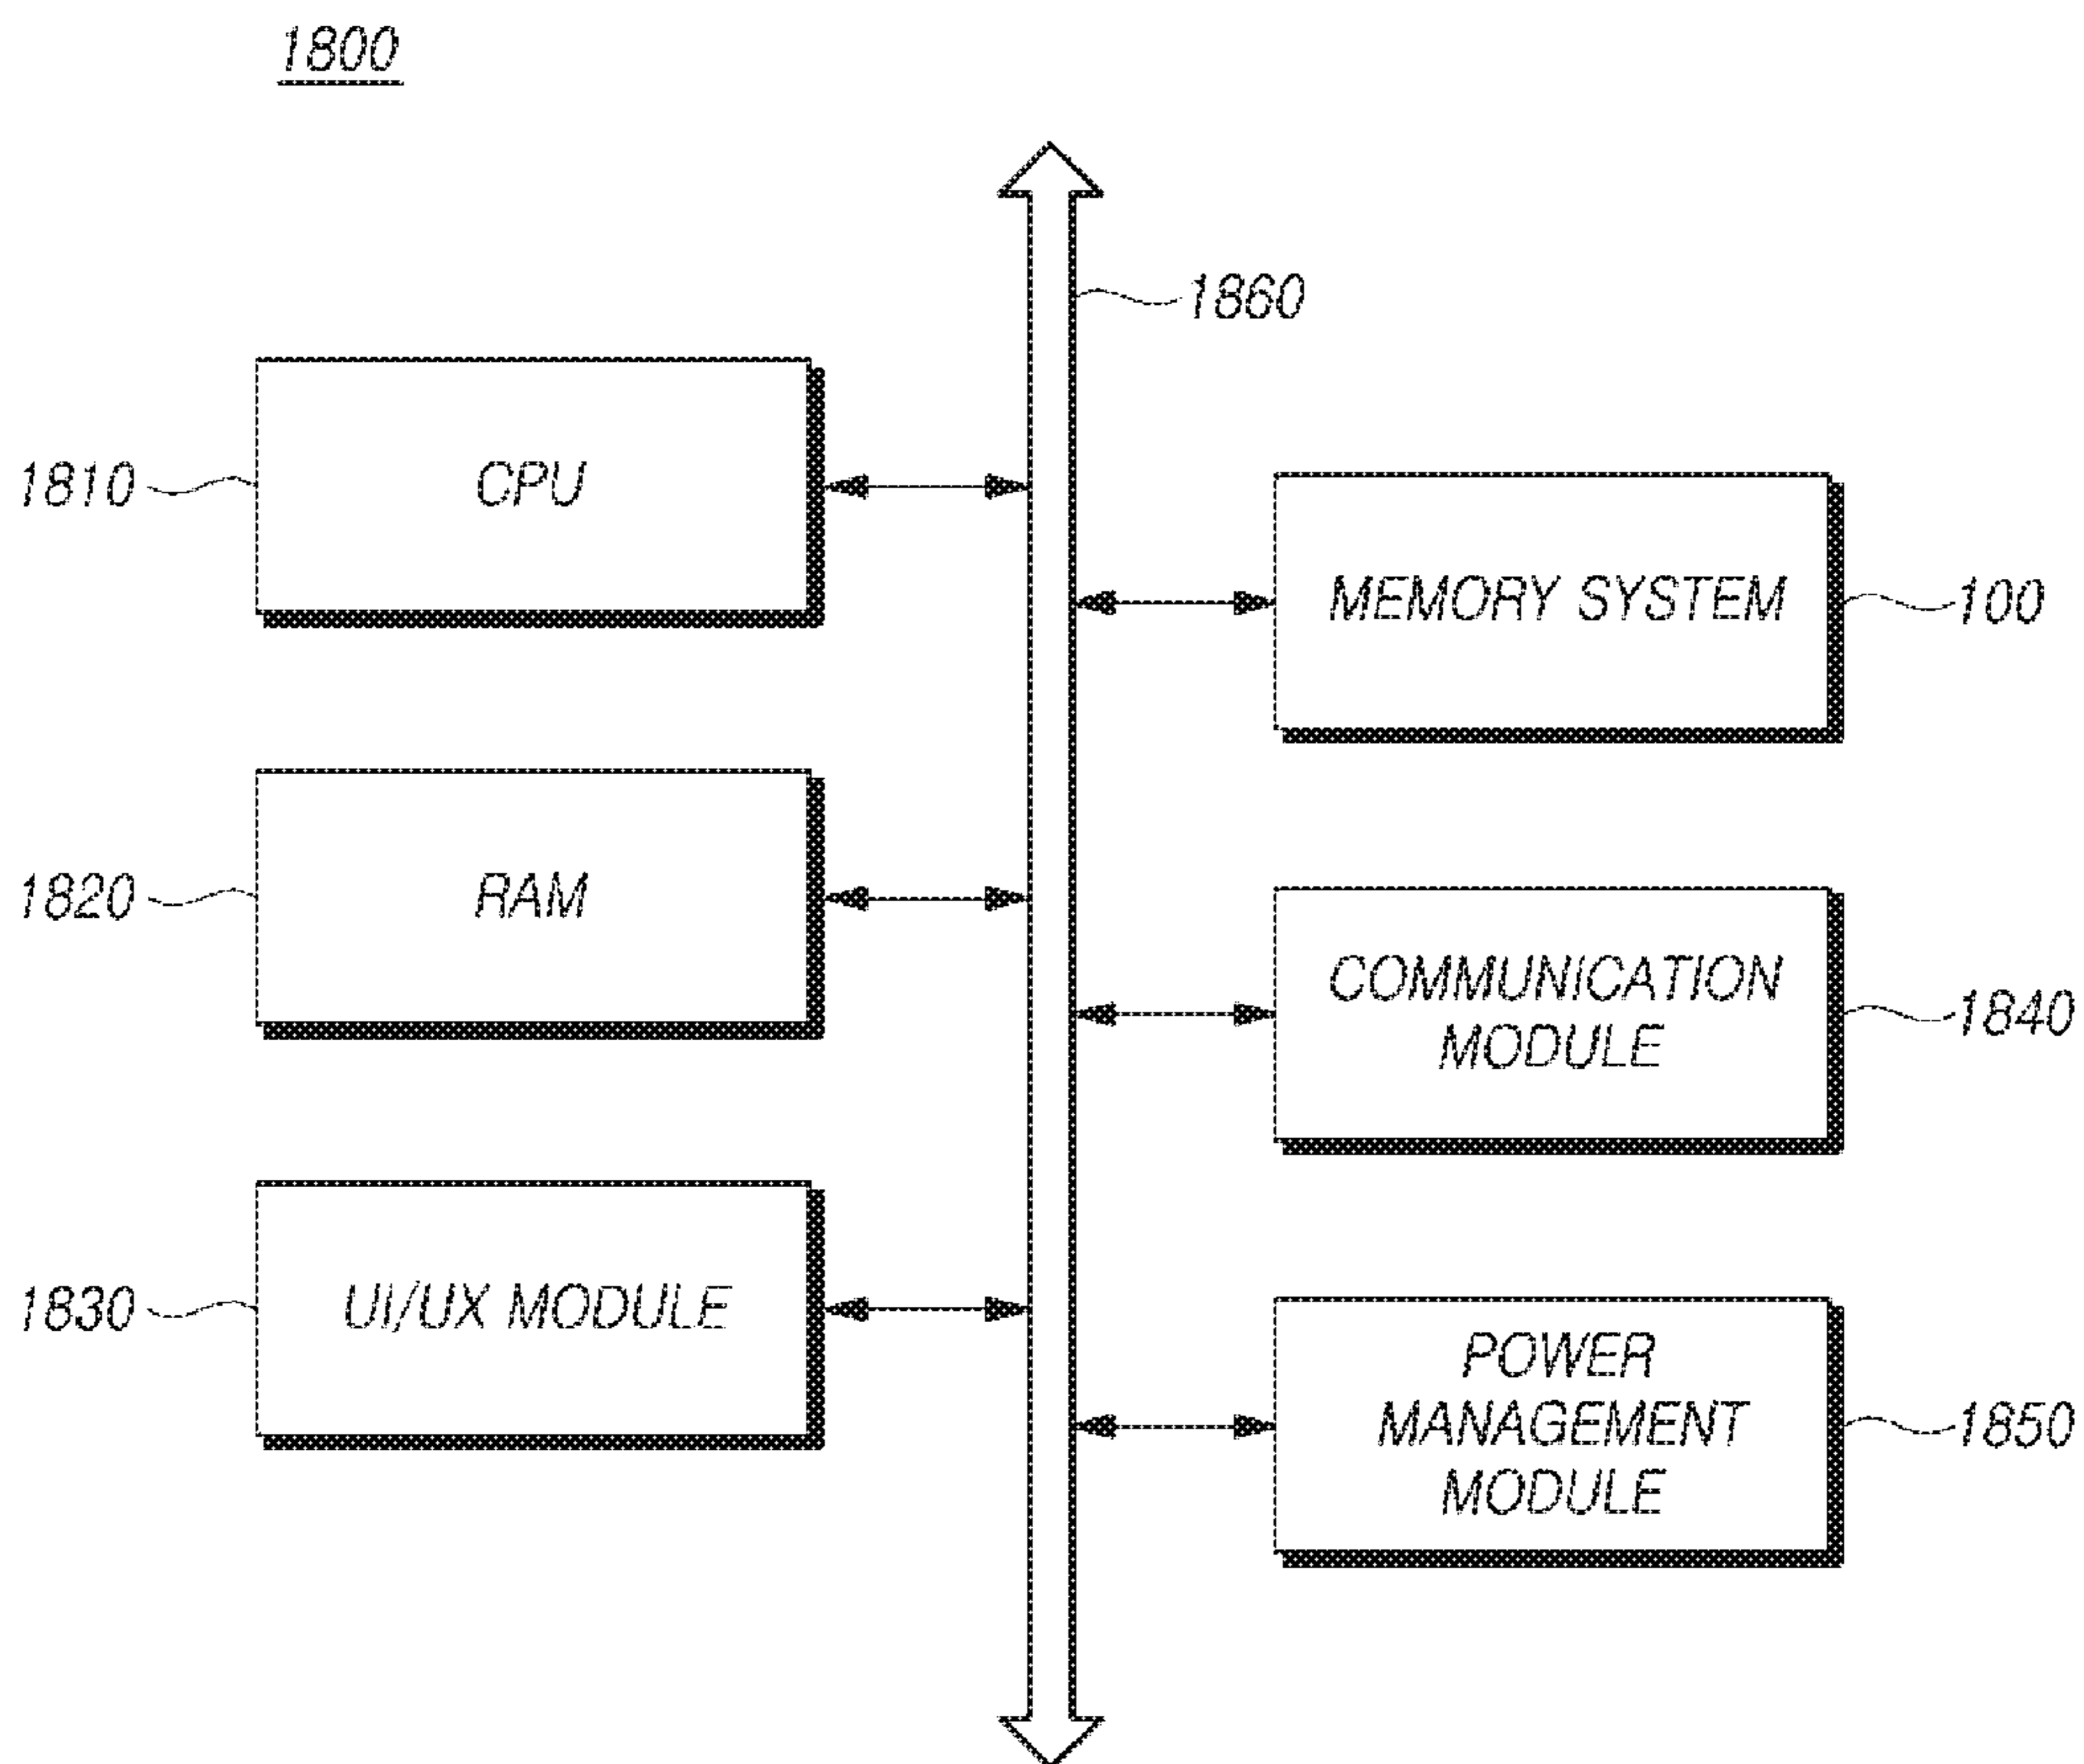 1800
1860
1810
CPU
MEMORY SYSTEM
100
1820
RAM
COMMUNICATION
MODULE
1840
1830
UI/UX MODULE
POWER
MANAGEMENT
MODULE
1850